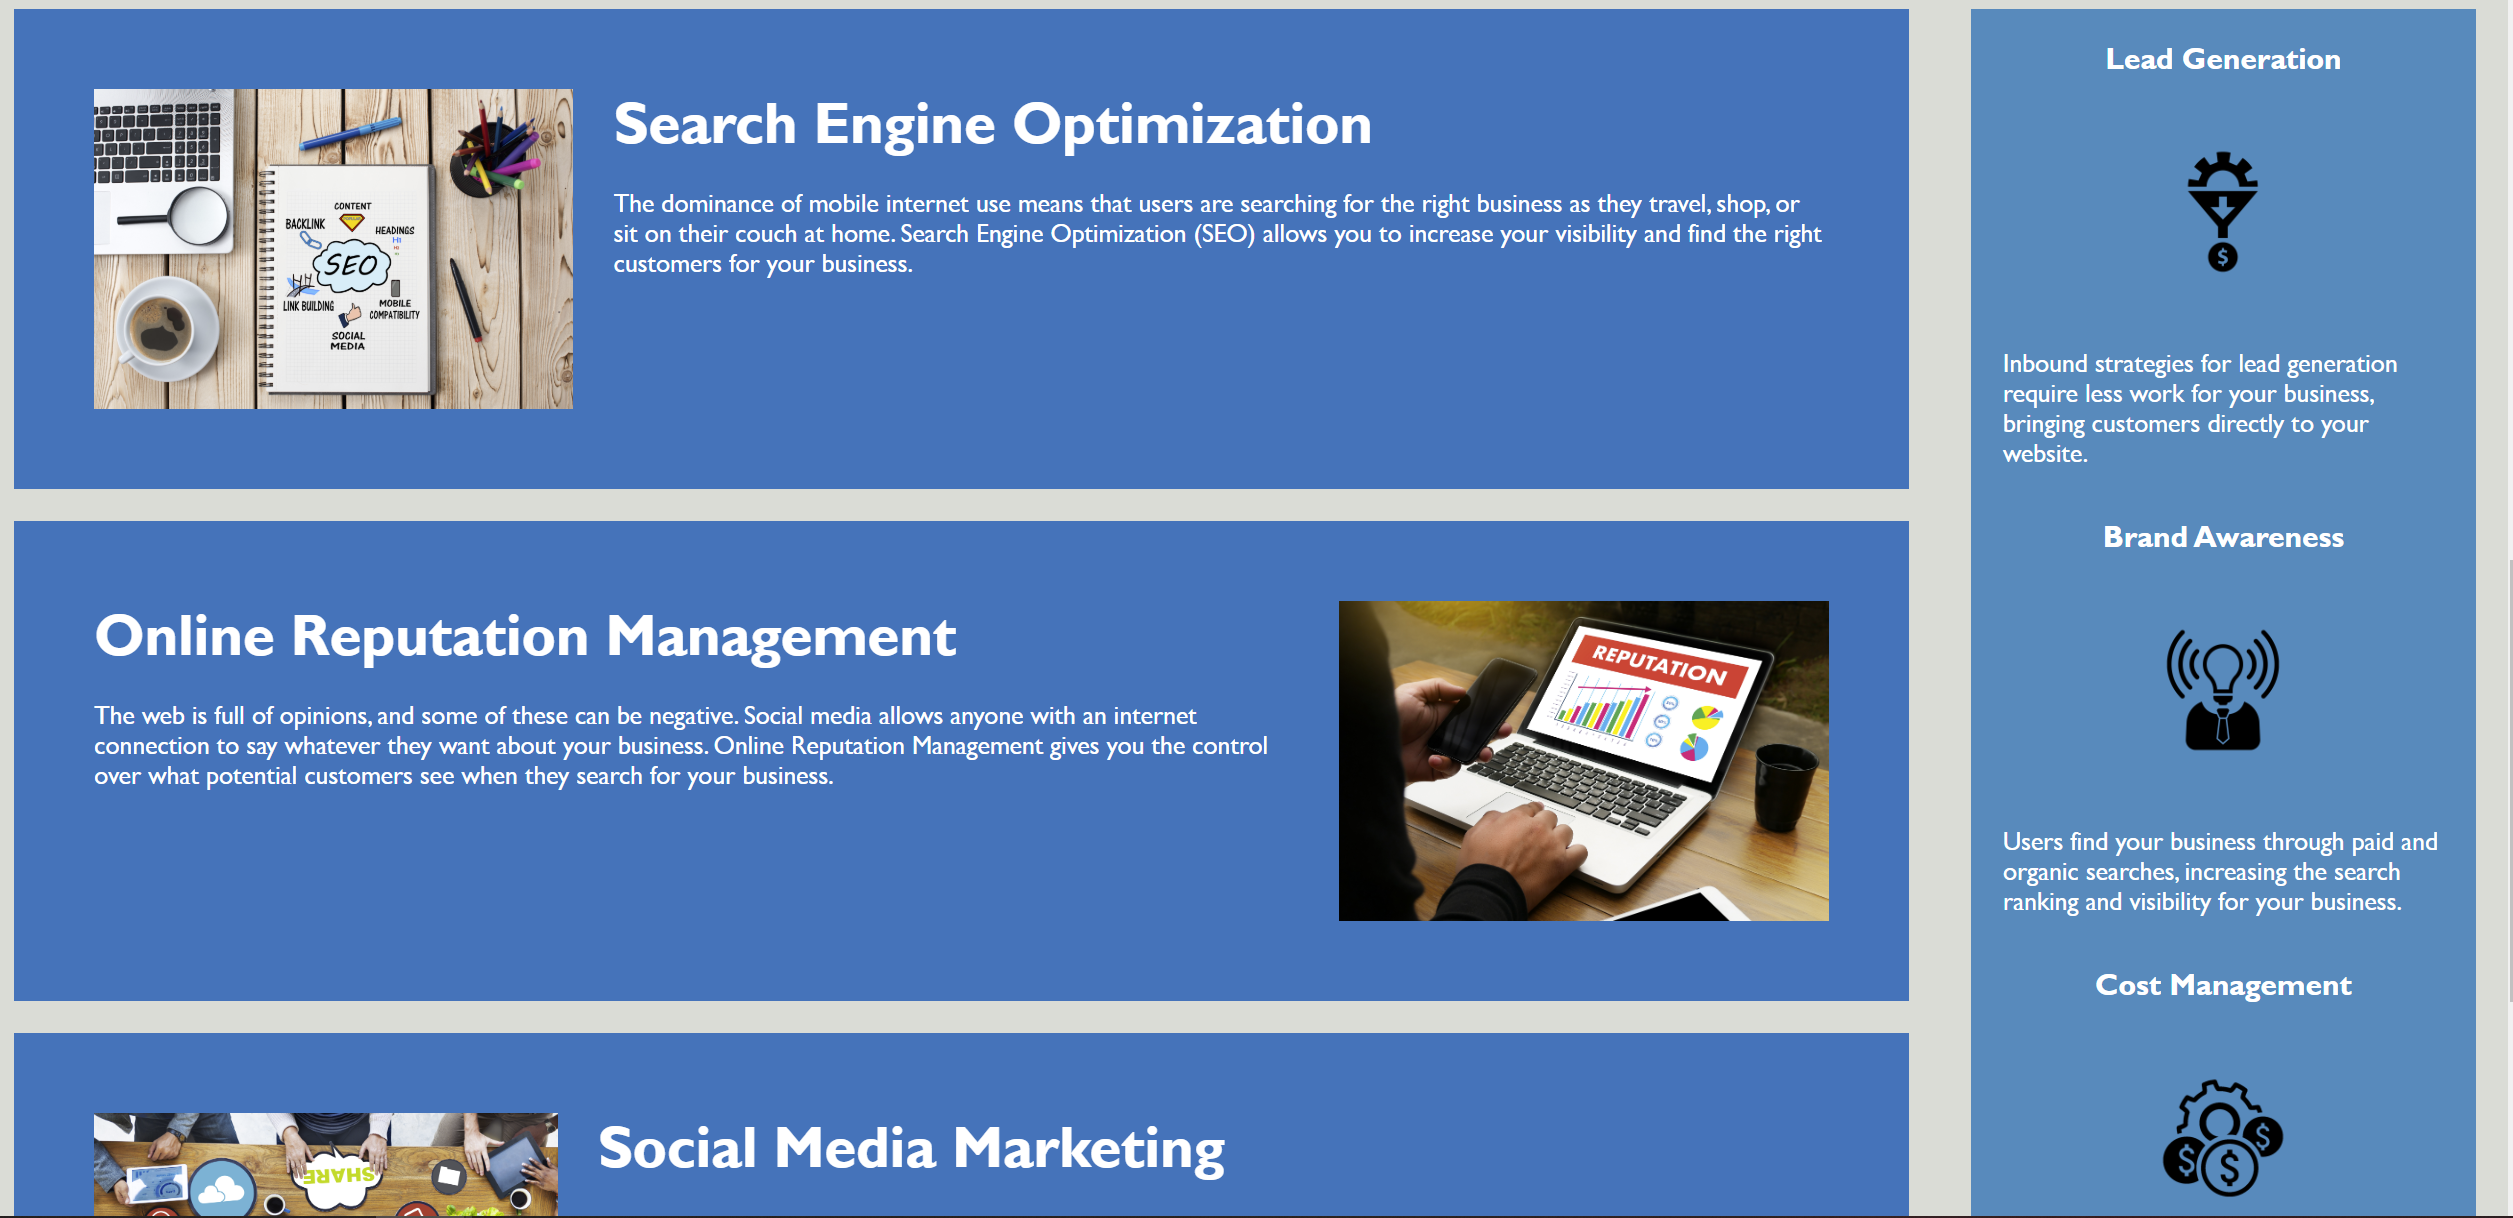 Search Engine Optimization
The dominance of mobile internet use means that users are searching for the right business as they travel, shop, or
sit on their couch at home. Search Engine Optimization (SEO) allows you to increase your visibility and find the right
customers for your business.
CONTENT
BACKLINK
HEADINGS
H1
SEO
LINK BUILDING
MOBILE
COMPATIBILITY
SOCIAL
MEDIA
Online Reputation Management
The web is full of opinions, and some of these can be negative. Social media allows anyone with an internet
connection to say whatever they want about your business. Online Reputation Management gives you the control
over what potential customers see when they search for your business.
REPUTATION
Social Media Marketing
SHARE
Lead Generation
$
Inbound strategies for lead generation
require less work for your business,
bringing customers directly to your
website.
Brand Awareness
Users find your business through paid and
organic searches, increasing the search
ranking and visibility for your business.
Cost Management
$
$
$